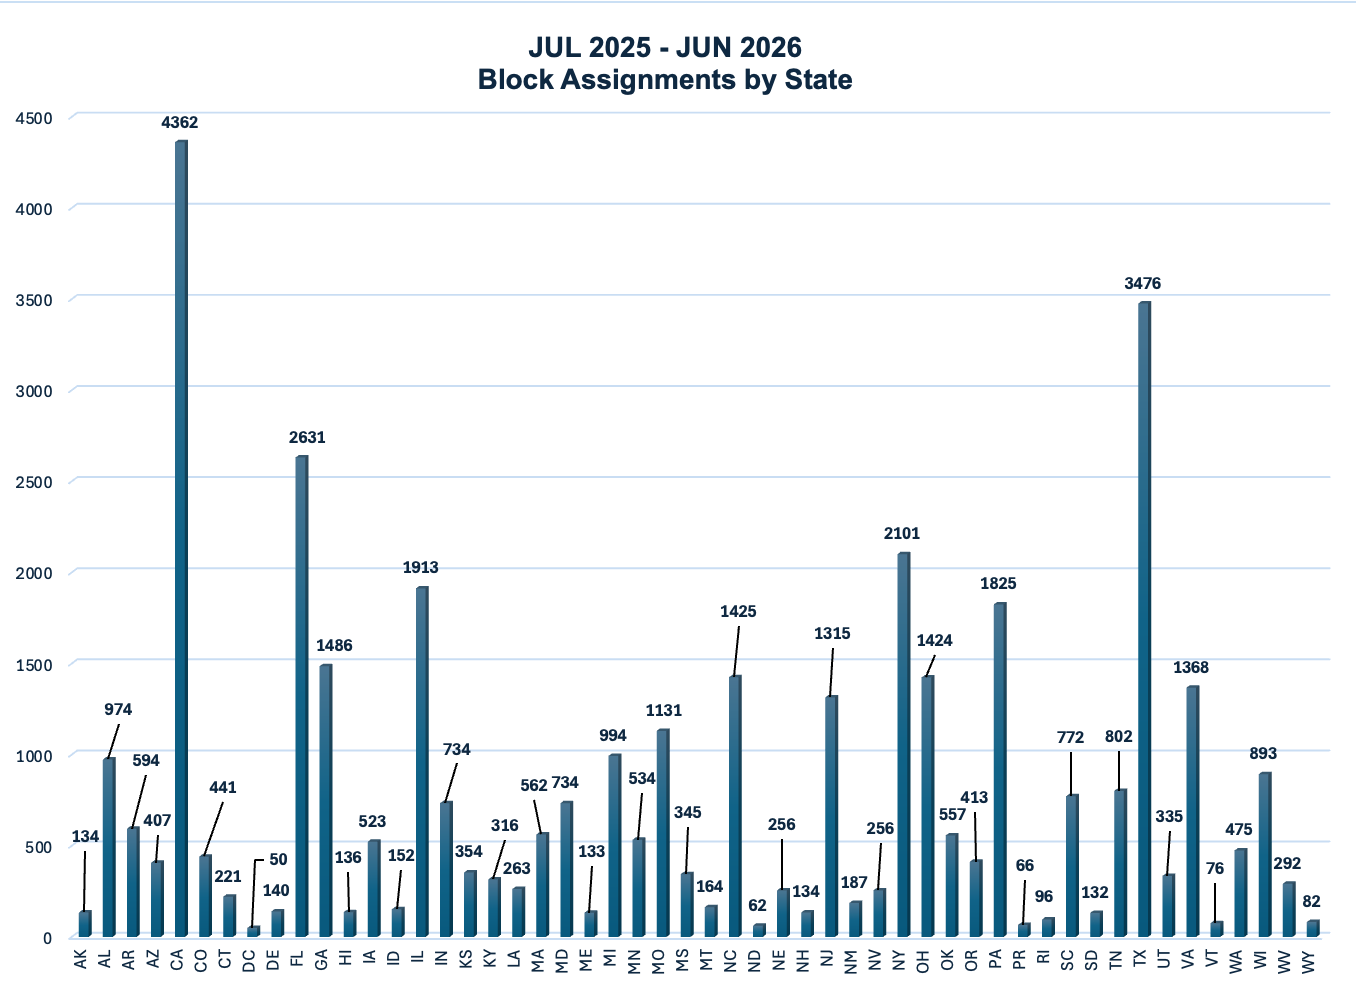 JUL 2025 - JUN 2026
Block Assignments by State
4500
4000
3500
3000
2500
2000
1500
1000
500
0
134
974
594
407
4362
441
221
50
140
2631
1486
136
523
152
1913
734
354
316
263
562
734
133
994
534
1131
345
164
1425
62
256
134
1315
187
256
2101
1424
557
413
1825
66
96
772
132
802
3476
335
1368
76
475
893
292
82
AK
AL
AR
AZ
CA
CO
CT
DC
DE
FL
GA
HI
IA
ID
IL
IN
KS
KY
LA
MA
MD
ME
MI
MN
MO
MS
MT
NC
ND
NE
NH
NJ
NM
NV
NY
OH
OK
OR
PA
PR
RI
SC
SD
TN
TX
UT
VA
VT
WA
WI
WV
WY